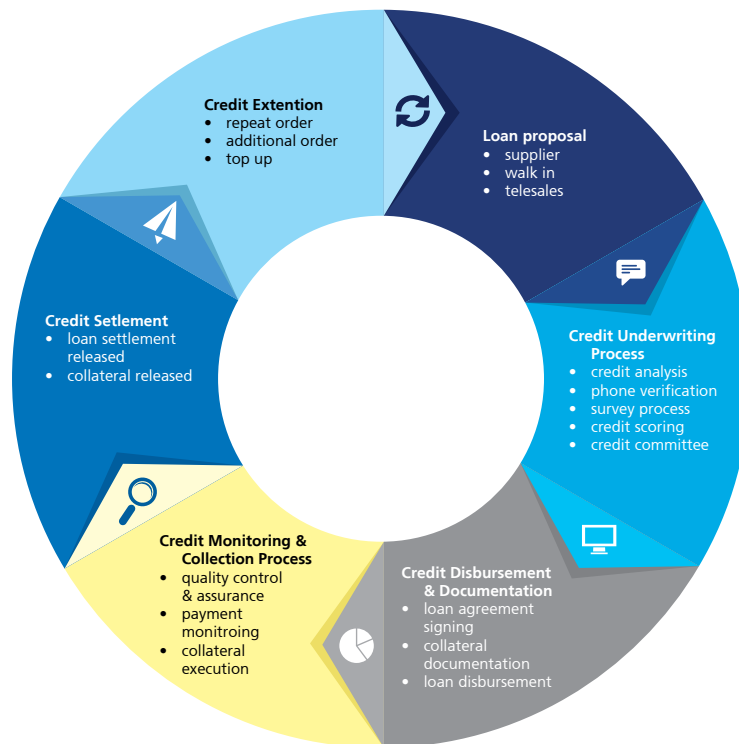 Credit Extention
• repeat order
• additional order
• top up
Loan proposal
• supplier
• walk in
• telesales
Credit Underwriting
Process
• credit analysis
• phone verification
• survey process
• credit scoring
• credit committee
Credit Disbursement
& Documentation
• loan agreement
signing
• collateral
documentation
• loan disbursement
Credit Monitoring &
Collection Process
• quality control
& assurance
• payment
monitroing
• collateral
execution
Credit Setlement
• loan settlement
released
• collateral released